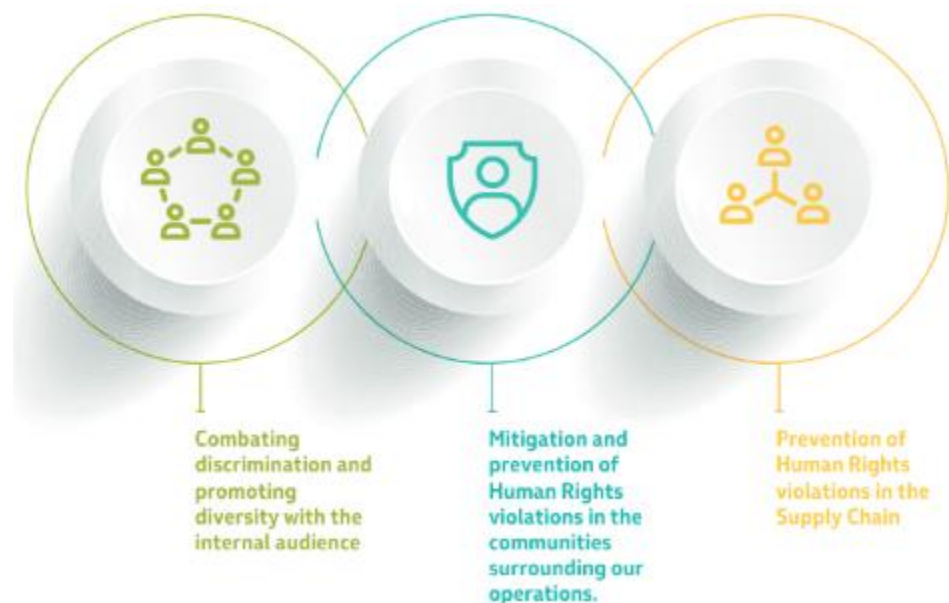 Combating
discrimination and
promoting
diversity with the
internal audience
Mitigation and
prevention of
Human Rights
violations in the
communities
surrounding our
operations.
Prevention of
Human Rights
violations in the
Supply Chain